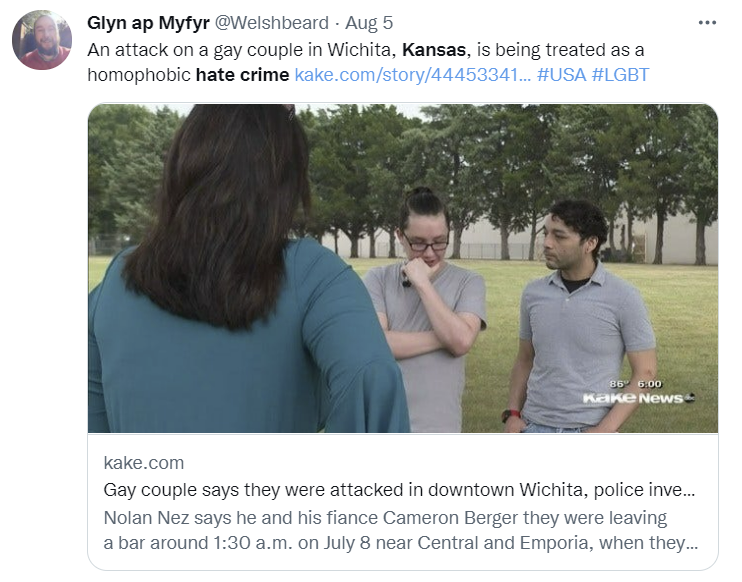 Glyn ap Myfyr @Welshbeard · Aug 5
An attack on a gay couple in Wichita, Kansas, is being treated as a
homophobic hate crime kake.com/story/44453341... #USA #LGBT
86° 6:00
KaKe News abc
kake.com
Gay couple says they were attacked in downtown Wichita, police inve...
Nolan Nez says he and his fiance Cameron Berger they were leaving
a bar around 1:30 a.m. on July 8 near Central and Emporia, when they...